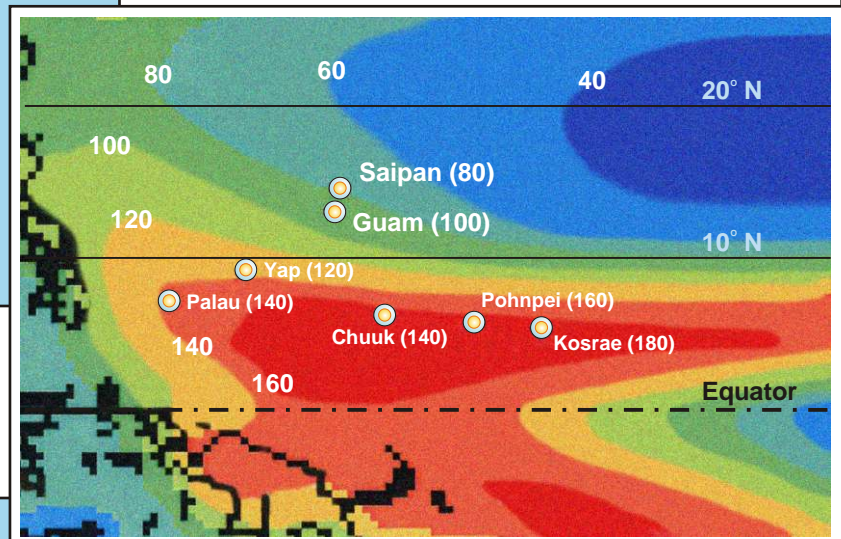 80
60
40
20° N
100
Saipan (80)
120
Guam (100)
10° N
Yap (120)
Palau (140)
Pohnpei (160)
Chuuk (140)
Kosrae (180)
140
160
Equator